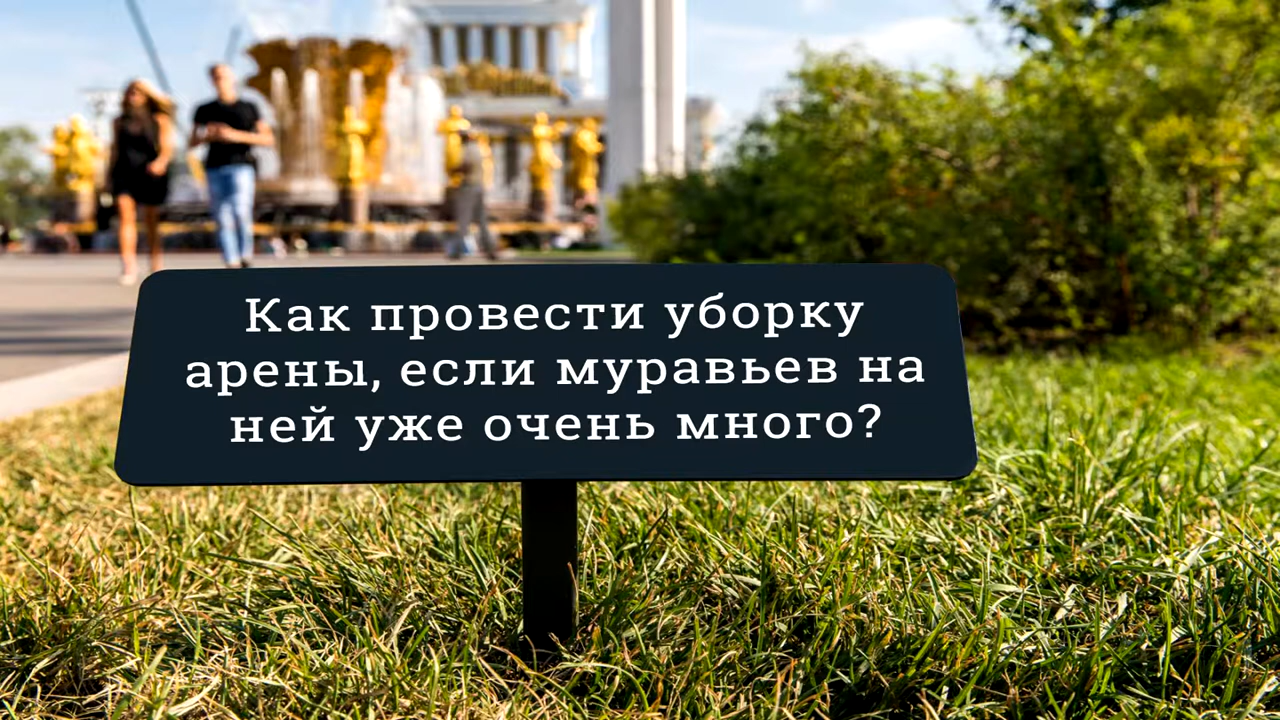 Как провести уборку
арены, если муравьев на
ней уже очень много?